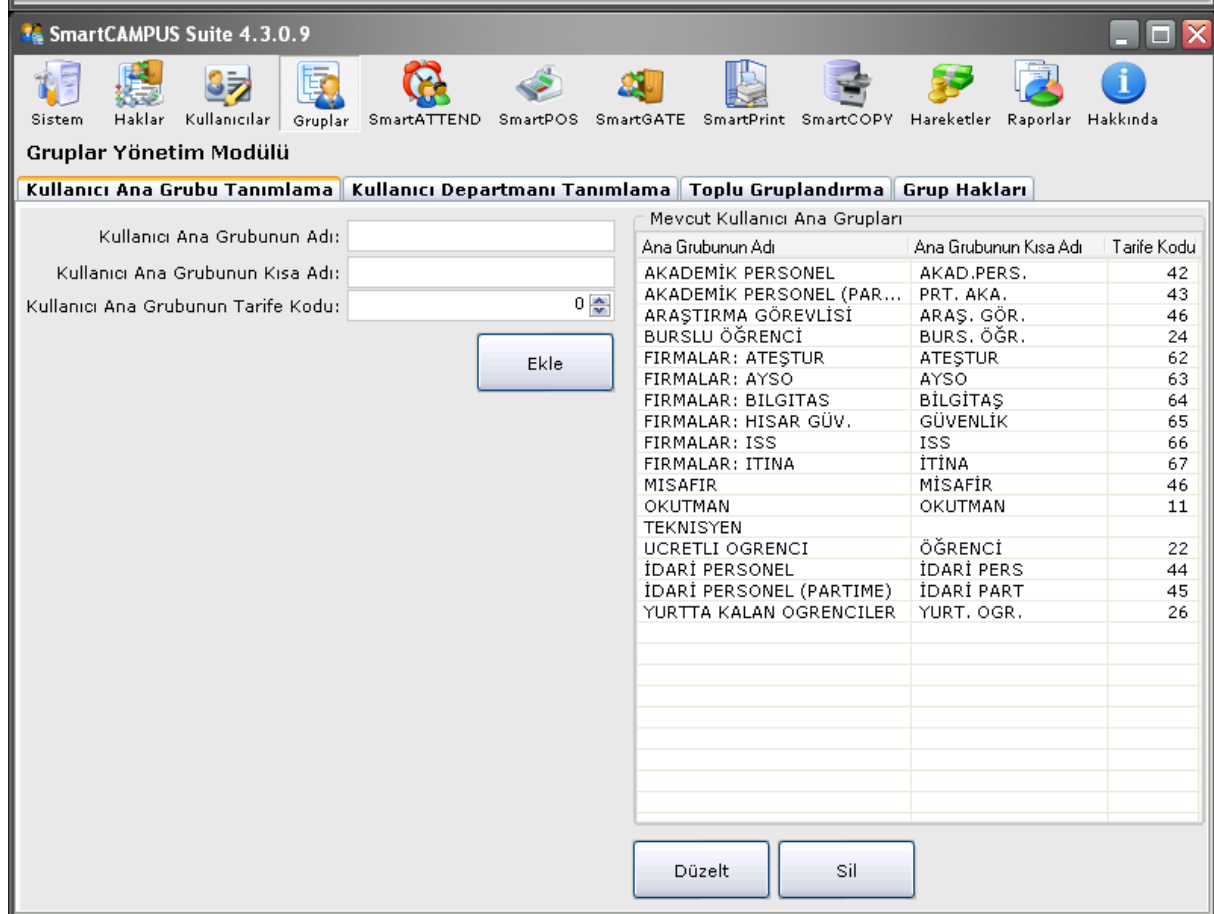 SmartCAMPUS Suite 4.3.0.9
Sistem Haklar Kullanıcılar Gruplar SmartATTEND SmartPOS SmartGATE SmartPrint SmartCOPY Hareketler Raporlar Hakkında
Gruplar Yönetim Modülü
Kullanıcı Ana Grubu Tanımlama Kullanıcı Departmanı Tanımlama Toplu Gruplandırma Grup Hakları
Kullanıcı Ana Grubunun Adı:
Kullanıcı Ana Grubunun Kısa Adı:
Kullanıcı Ana Grubunun Tarife Kodu: 0
Ekle
Mevcut Kullanıcı Ana Grupları
Ana Grubunun Adı Ana Grubunun Kısa Adı Tarife Kodu
AKADEMİK PERSONEL AKAD.PERS. 42
AKADEMİK PERSONEL (PAR... PRT. AKA. 43
ARAŞTIRMA GÖREVLİSİ ARAŞ. GÖR. 46
BURSLU ÖĞRENCİ BURS. ÖĞR. 24
FIRMALAR: ATEŞTUR ATEŞTUR 62
FIRMALAR: AYSO AYSO 63
FIRMALAR: BILGITAS BİLGİTAŞ 64
FIRMALAR: HISAR GÜV. GÜVENLİK 65
FIRMALAR: ISS ISS 66
FIRMALAR: ITINA İTİNA 67
MISAFIR MİSAFİR 46
OKUTMAN OKUTMAN 11
TEKNISYEN
UCRETLI OGRENCI ÖĞRENCİ 22
İDARİ PERSONEL İDARİ PERS 44
İDARİ PERSONEL (PARTIME) İDARİ PART 45
YURTTA KALAN OGRENCILER YURT. OGR. 26
Düzelt Sil